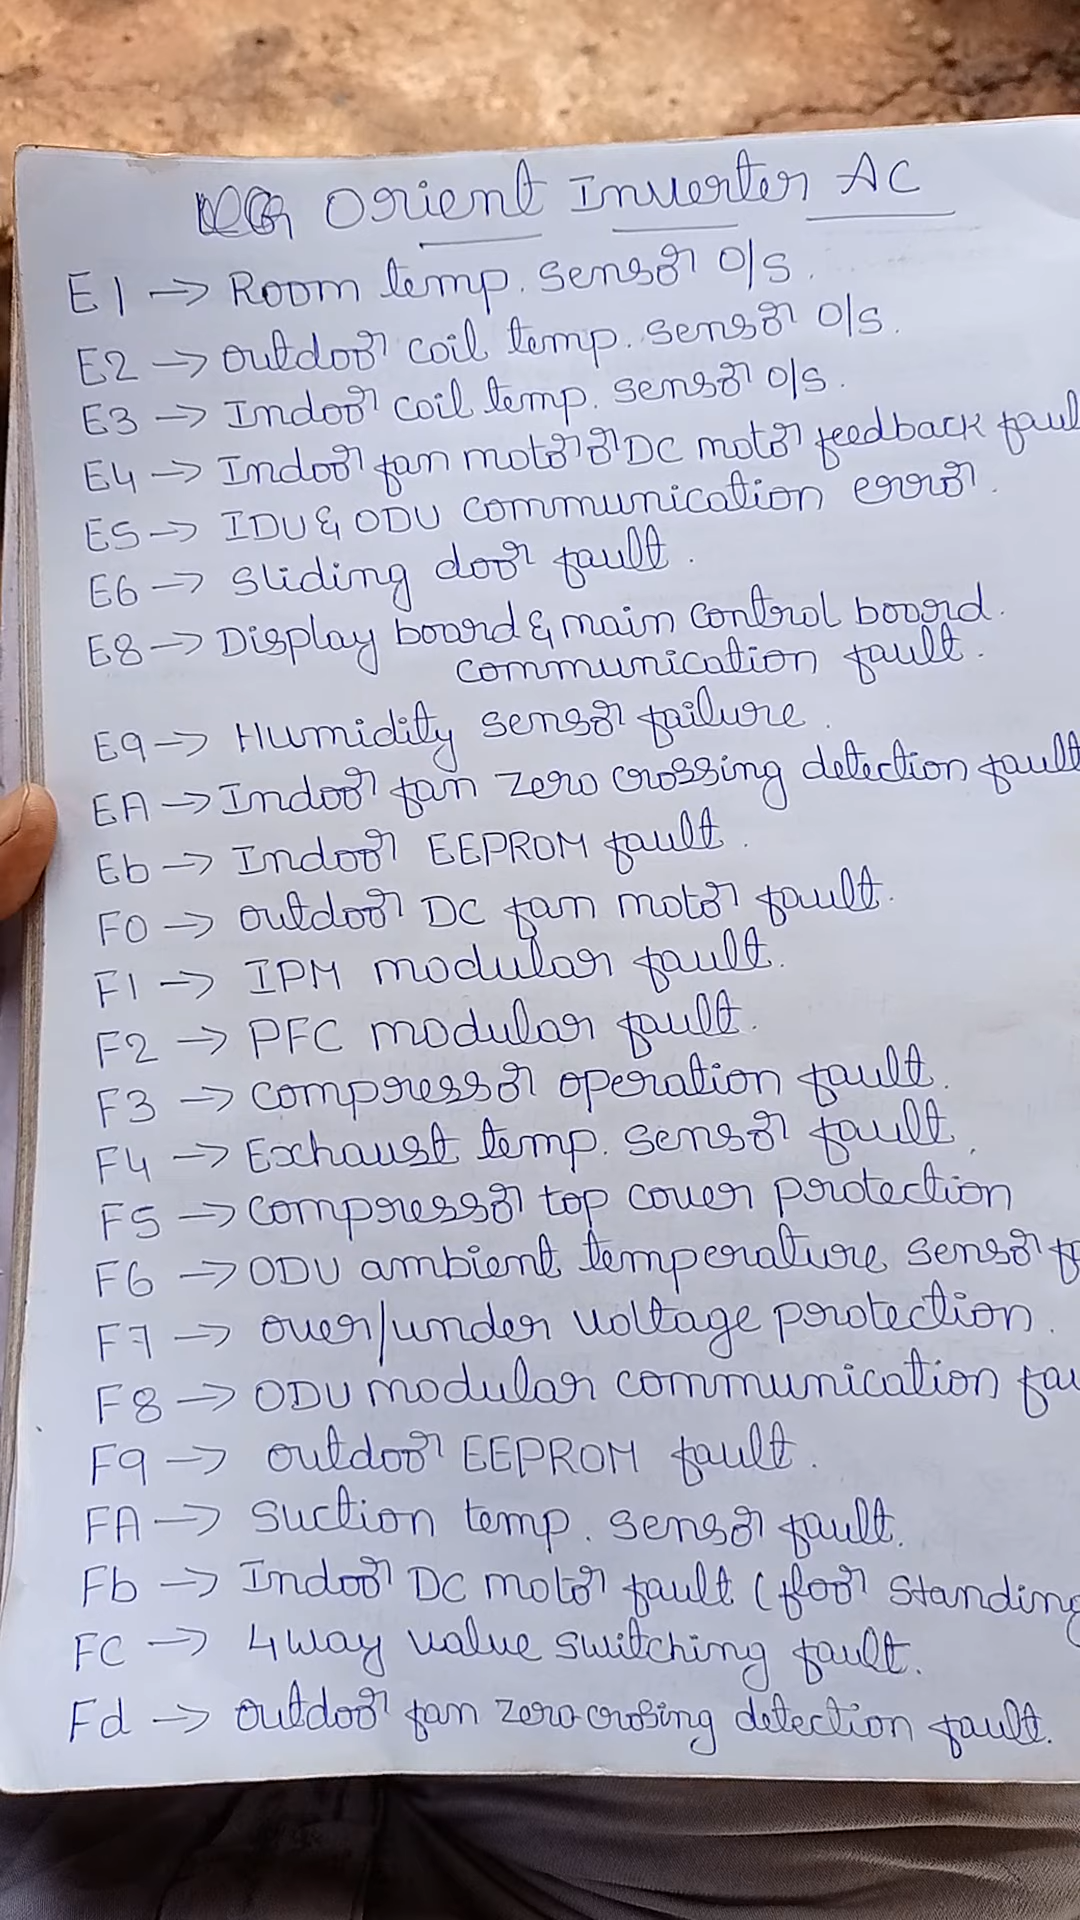 Orient Inverter AC
E1 → Room temp. sensor o/s.
E2 → outdoor coil temp. sensor o/s.
E3 → Indoor coil temp. sensor o/s.
E4 → Indoor fan motor or DC motor feedback faul
E5 → IDU & ODU communication error.
E6 → Sliding door fault.
E8 → Display board & main control board.
communication fault.
E9 → Humidity sensor failure.
EA → Indoor fan zero crossing detection fault
Eb → Indoor EEPROM fault.
F0 → outdoor DC fan motor fault.
F1 → IPM modular fault.
F2 → PFC modular fault.
F3 → compressor operation fault.
F4 → Exhaust temp. sensor fault.
F5 → compressor top cover protection
F6 → ODU ambient temperature sensor f
F7 → over/under voltage protection.
F8 → ODU modular communication fau
F9 → outdoor EEPROM fault.
FA → suction temp. sensor fault.
Fb → Indoor DC motor fault (floor standing
FC → 4 way value switching fault.
Fd → outdoor fan zero crosing detection fault.